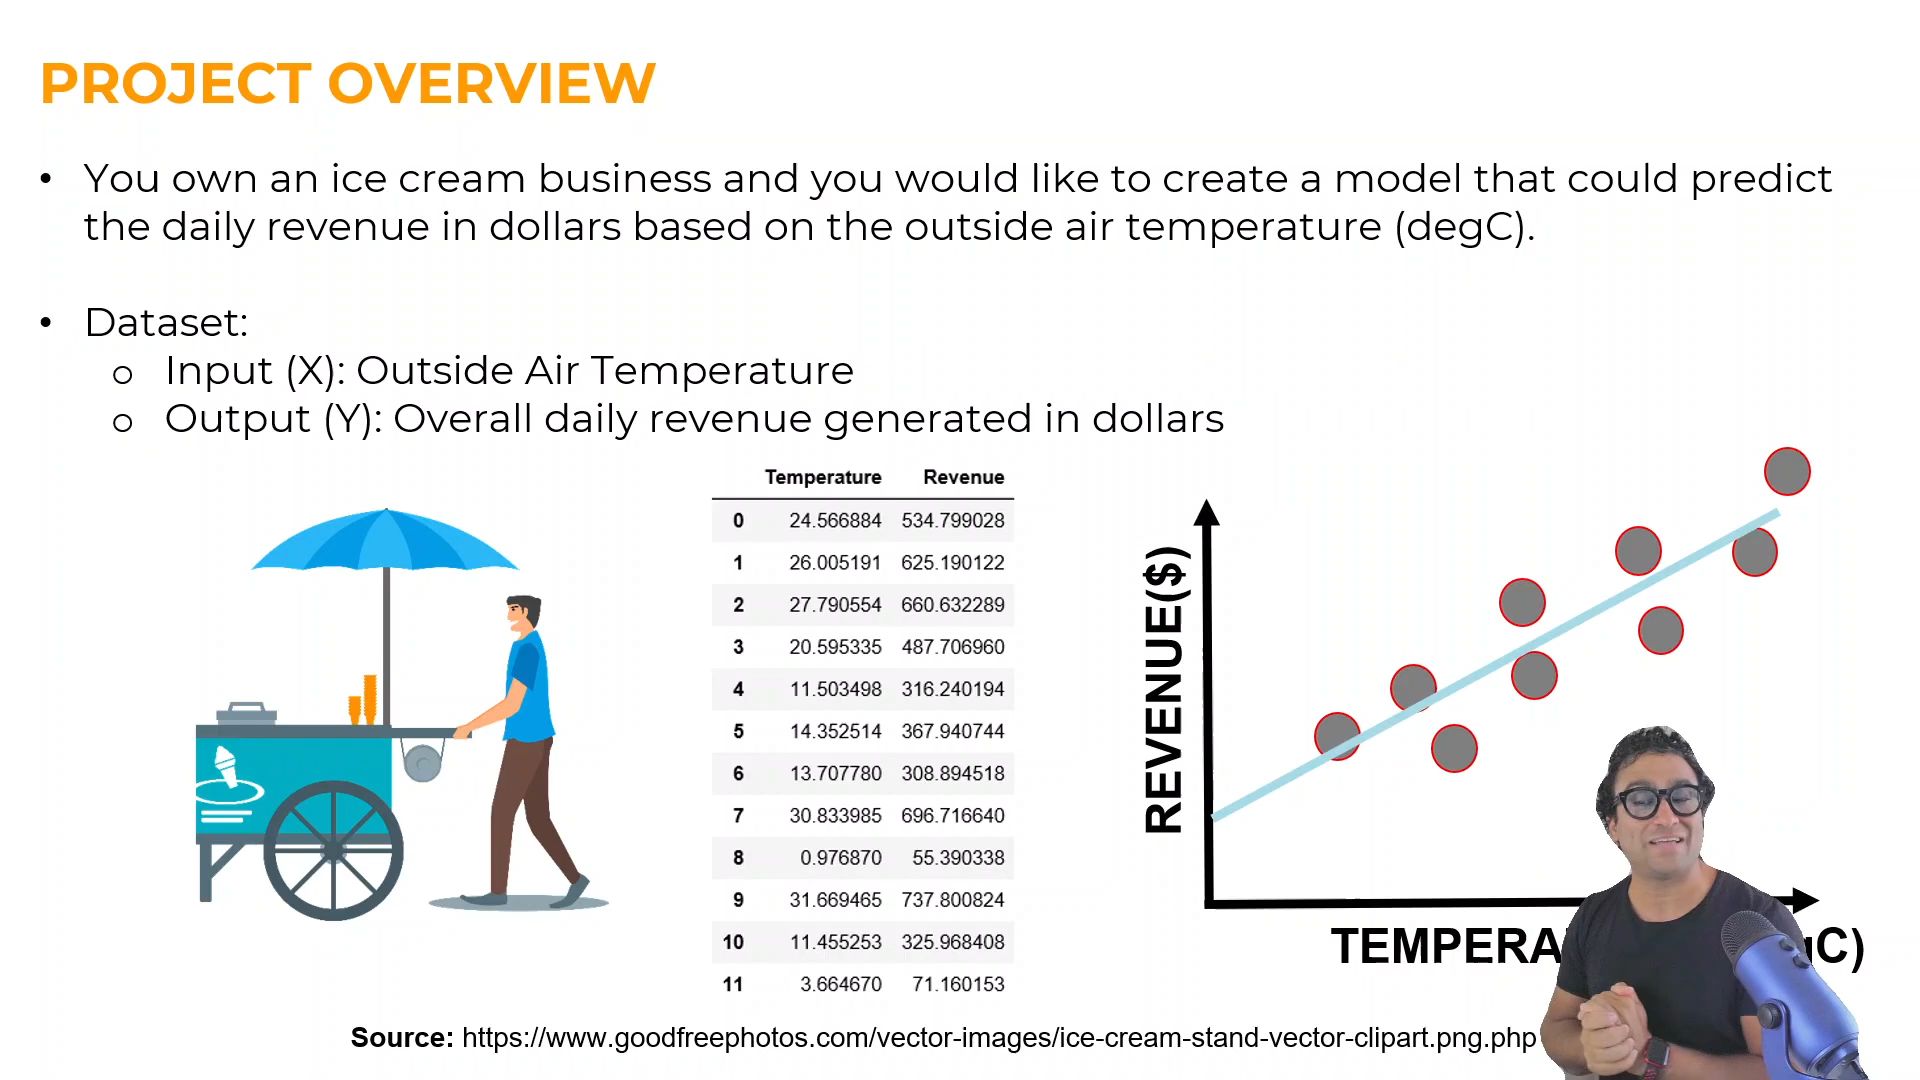 PROJECT OVERVIEW
• You own an ice cream business and you would like to create a model that could predict
the daily revenue in dollars based on the outside air temperature (degC).
• Dataset:
o Input (X): Outside Air Temperature
o Output (Y): Overall daily revenue generated in dollars
Temperature Revenue
0 24.566884 534.799028
1 26.005191 625.190122
2 27.790554 660.632289
3 20.595335 487.706960
4 11.503498 316.240194
5 14.352514 367.940744
6 13.707780 308.894518
7 30.833985 696.716640
8 0.976870 55.390338
9 31.669465 737.800824
10 11.455253 325.968408
11 3.664670 71.160153
REVENUE($)
Source: https://www.goodfreephotos.com/vector-images/ice-cream-stand-vector-clipart.png.php